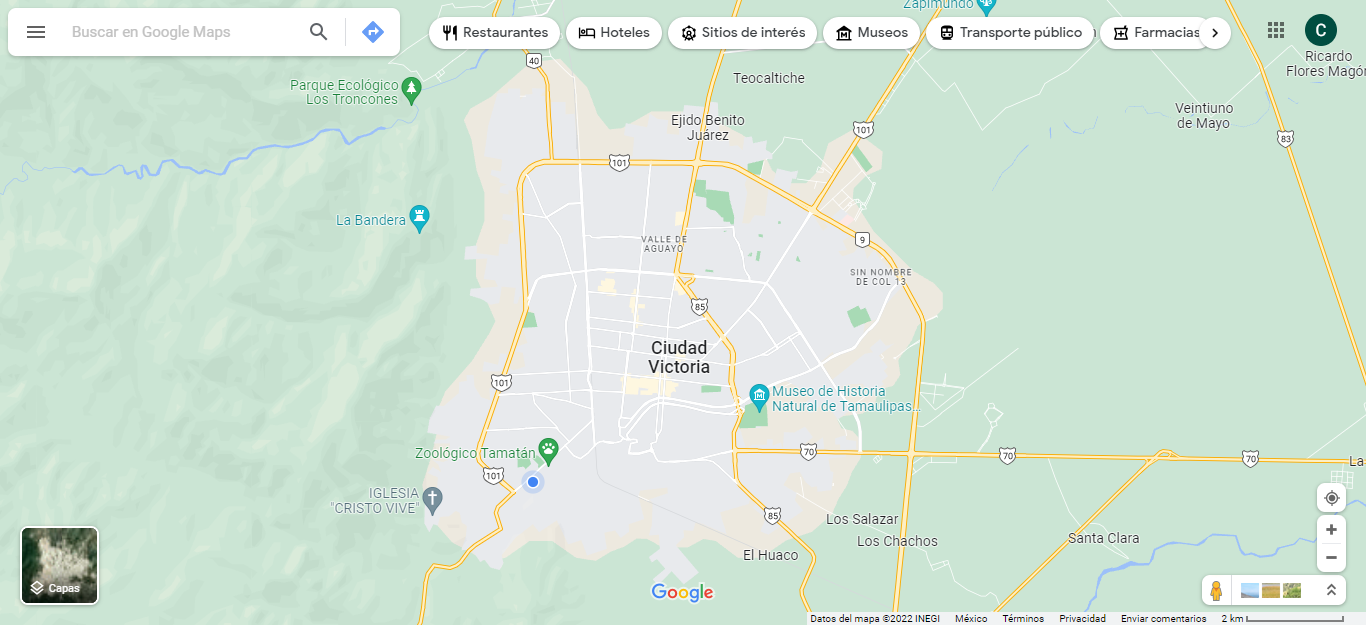 Buscar en Google Maps
Restaurantes
Hoteles
Sitios de interés
Museos
Transporte público
Farmacias
C
Zapimundo
40
Parque Ecológico
Los Troncones
Teocaltiche
Ricardo
Flores Magón
Veintiuno
de Mayo
Ejido Benito
Juárez
101
83
101
La Bandera
VALLE DE
AGUAYO
9
SIN NOMBRE
DE COL 13
85
Ciudad
Victoria
101
Museo de Historia
Natural de Tamaulipas...
Zoológico Tamatán
70
70
70
La
101
IGLESIA
"CRISTO VIVE"
85
Los Salazar
Los Chachos
Santa Clara
El Huaco
Capas
Google
Datos del mapa ©2022 INEGI
México
Términos
Privacidad
Enviar comentarios
2 km